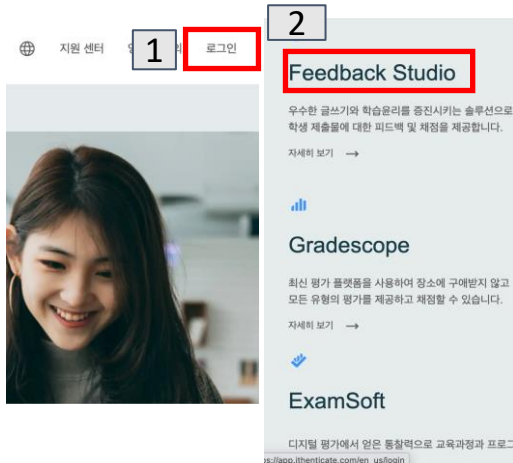 1
지원 센터
로그인
2
Feedback Studio
우수한 글쓰기와 학습윤리를 증진시키는 솔루션으로
학생 제출물에 대한 피드백 및 채점을 제공합니다.
자세히 보기 →
Gradescope
최신 평가 플랫폼을 사용하여 장소에 구애받지 않고
모든 유형의 평가를 제공하고 채점할 수 있습니다.
자세히 보기 →
ExamSoft
디지털 평가에서 얻은 통찰력으로 교육과정과 프로그
ps://app.ithenticate.com/en_us/login